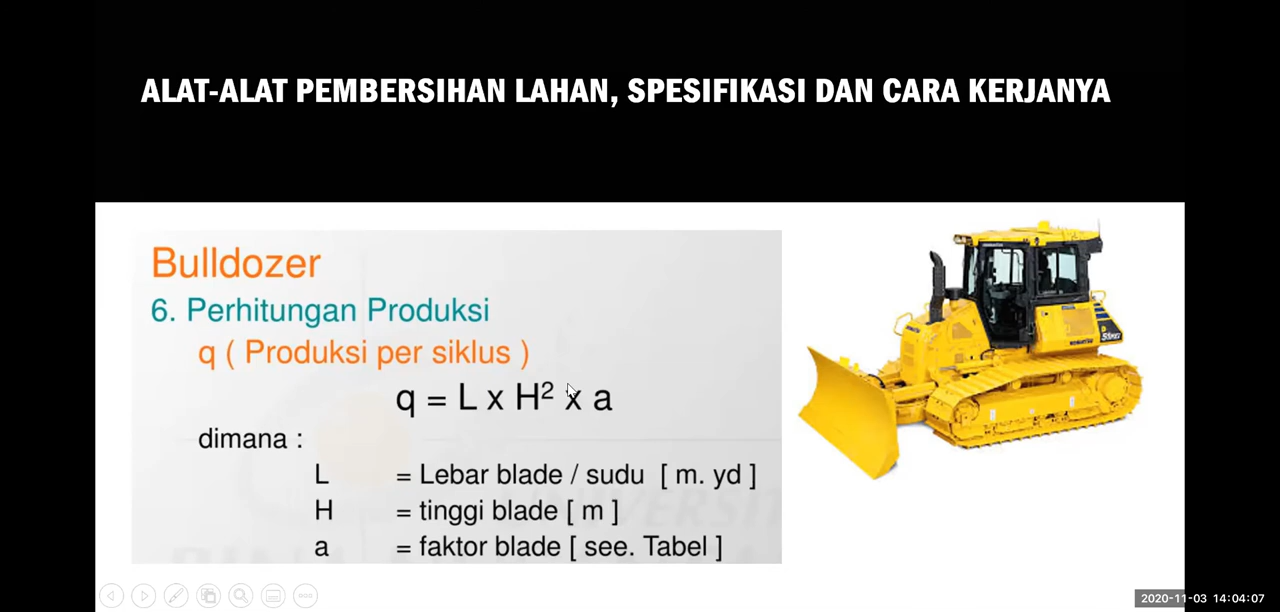 ALAT-ALAT PEMBERSIHAN LAHAN, SPESIFIKASI DAN CARA KERJANYA
Bulldozer
6. Perhitungan Produksi
q ( Produksi per siklus )
q = L x H² x a
dimana :
L = Lebar blade / sudu [ m. yd ]
H = tinggi blade [ m ]
a = faktor blade [ see. Tabel ]
KOMATSU
2020-11-03 14:04:07